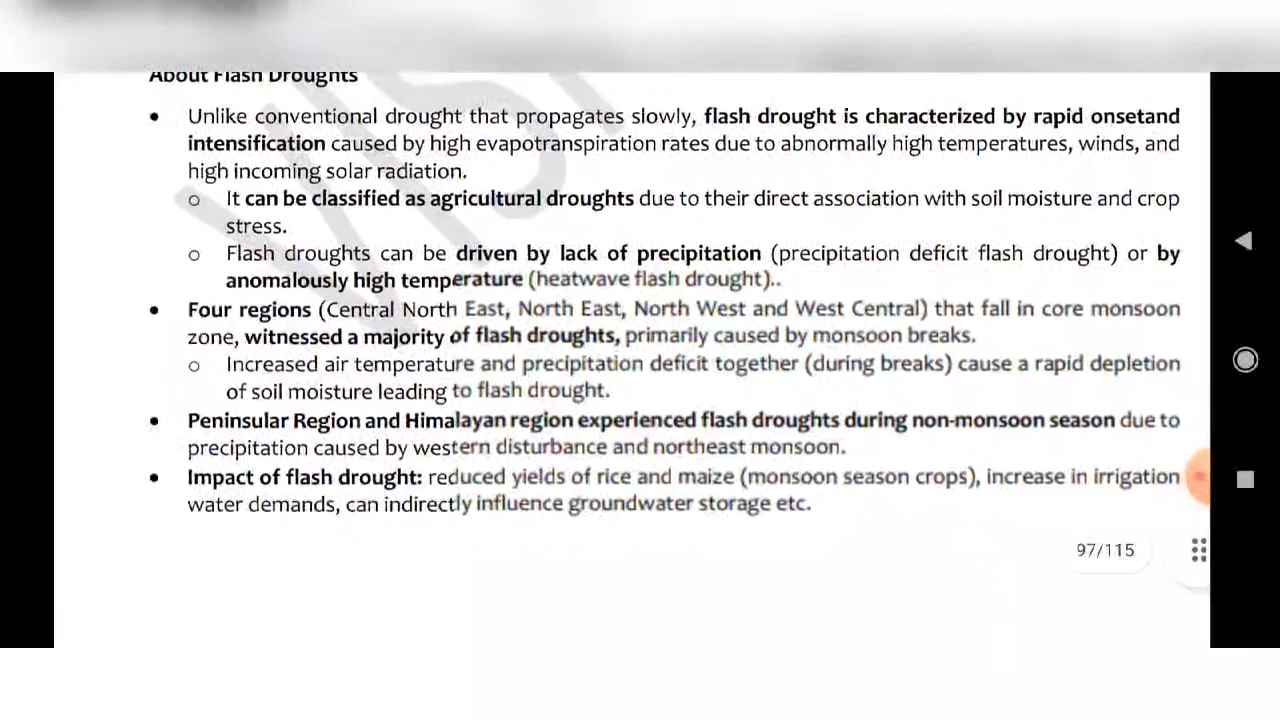 About Flash Droughts
• Unlike conventional drought that propagates slowly, flash drought is characterized by rapid onsetand
intensification caused by high evapotranspiration rates due to abnormally high temperatures, winds, and
high incoming solar radiation.
o It can be classified as agricultural droughts due to their direct association with soil moisture and crop
stress.
o Flash droughts can be driven by lack of precipitation (precipitation deficit flash drought) or by
anomalously high temperature (heatwave flash drought)..
• Four regions (Central North East, North East, North West and West Central) that fall in core monsoon
zone, witnessed a majority of flash droughts, primarily caused by monsoon breaks.
o Increased air temperature and precipitation deficit together (during breaks) cause a rapid depletion
of soil moisture leading to flash drought.
• Peninsular Region and Himalayan region experienced flash droughts during non-monsoon season due to
precipitation caused by western disturbance and northeast monsoon.
• Impact of flash drought: reduced yields of rice and maize (monsoon season crops), increase in irrigation
water demands, can indirectly influence groundwater storage etc.
97/115